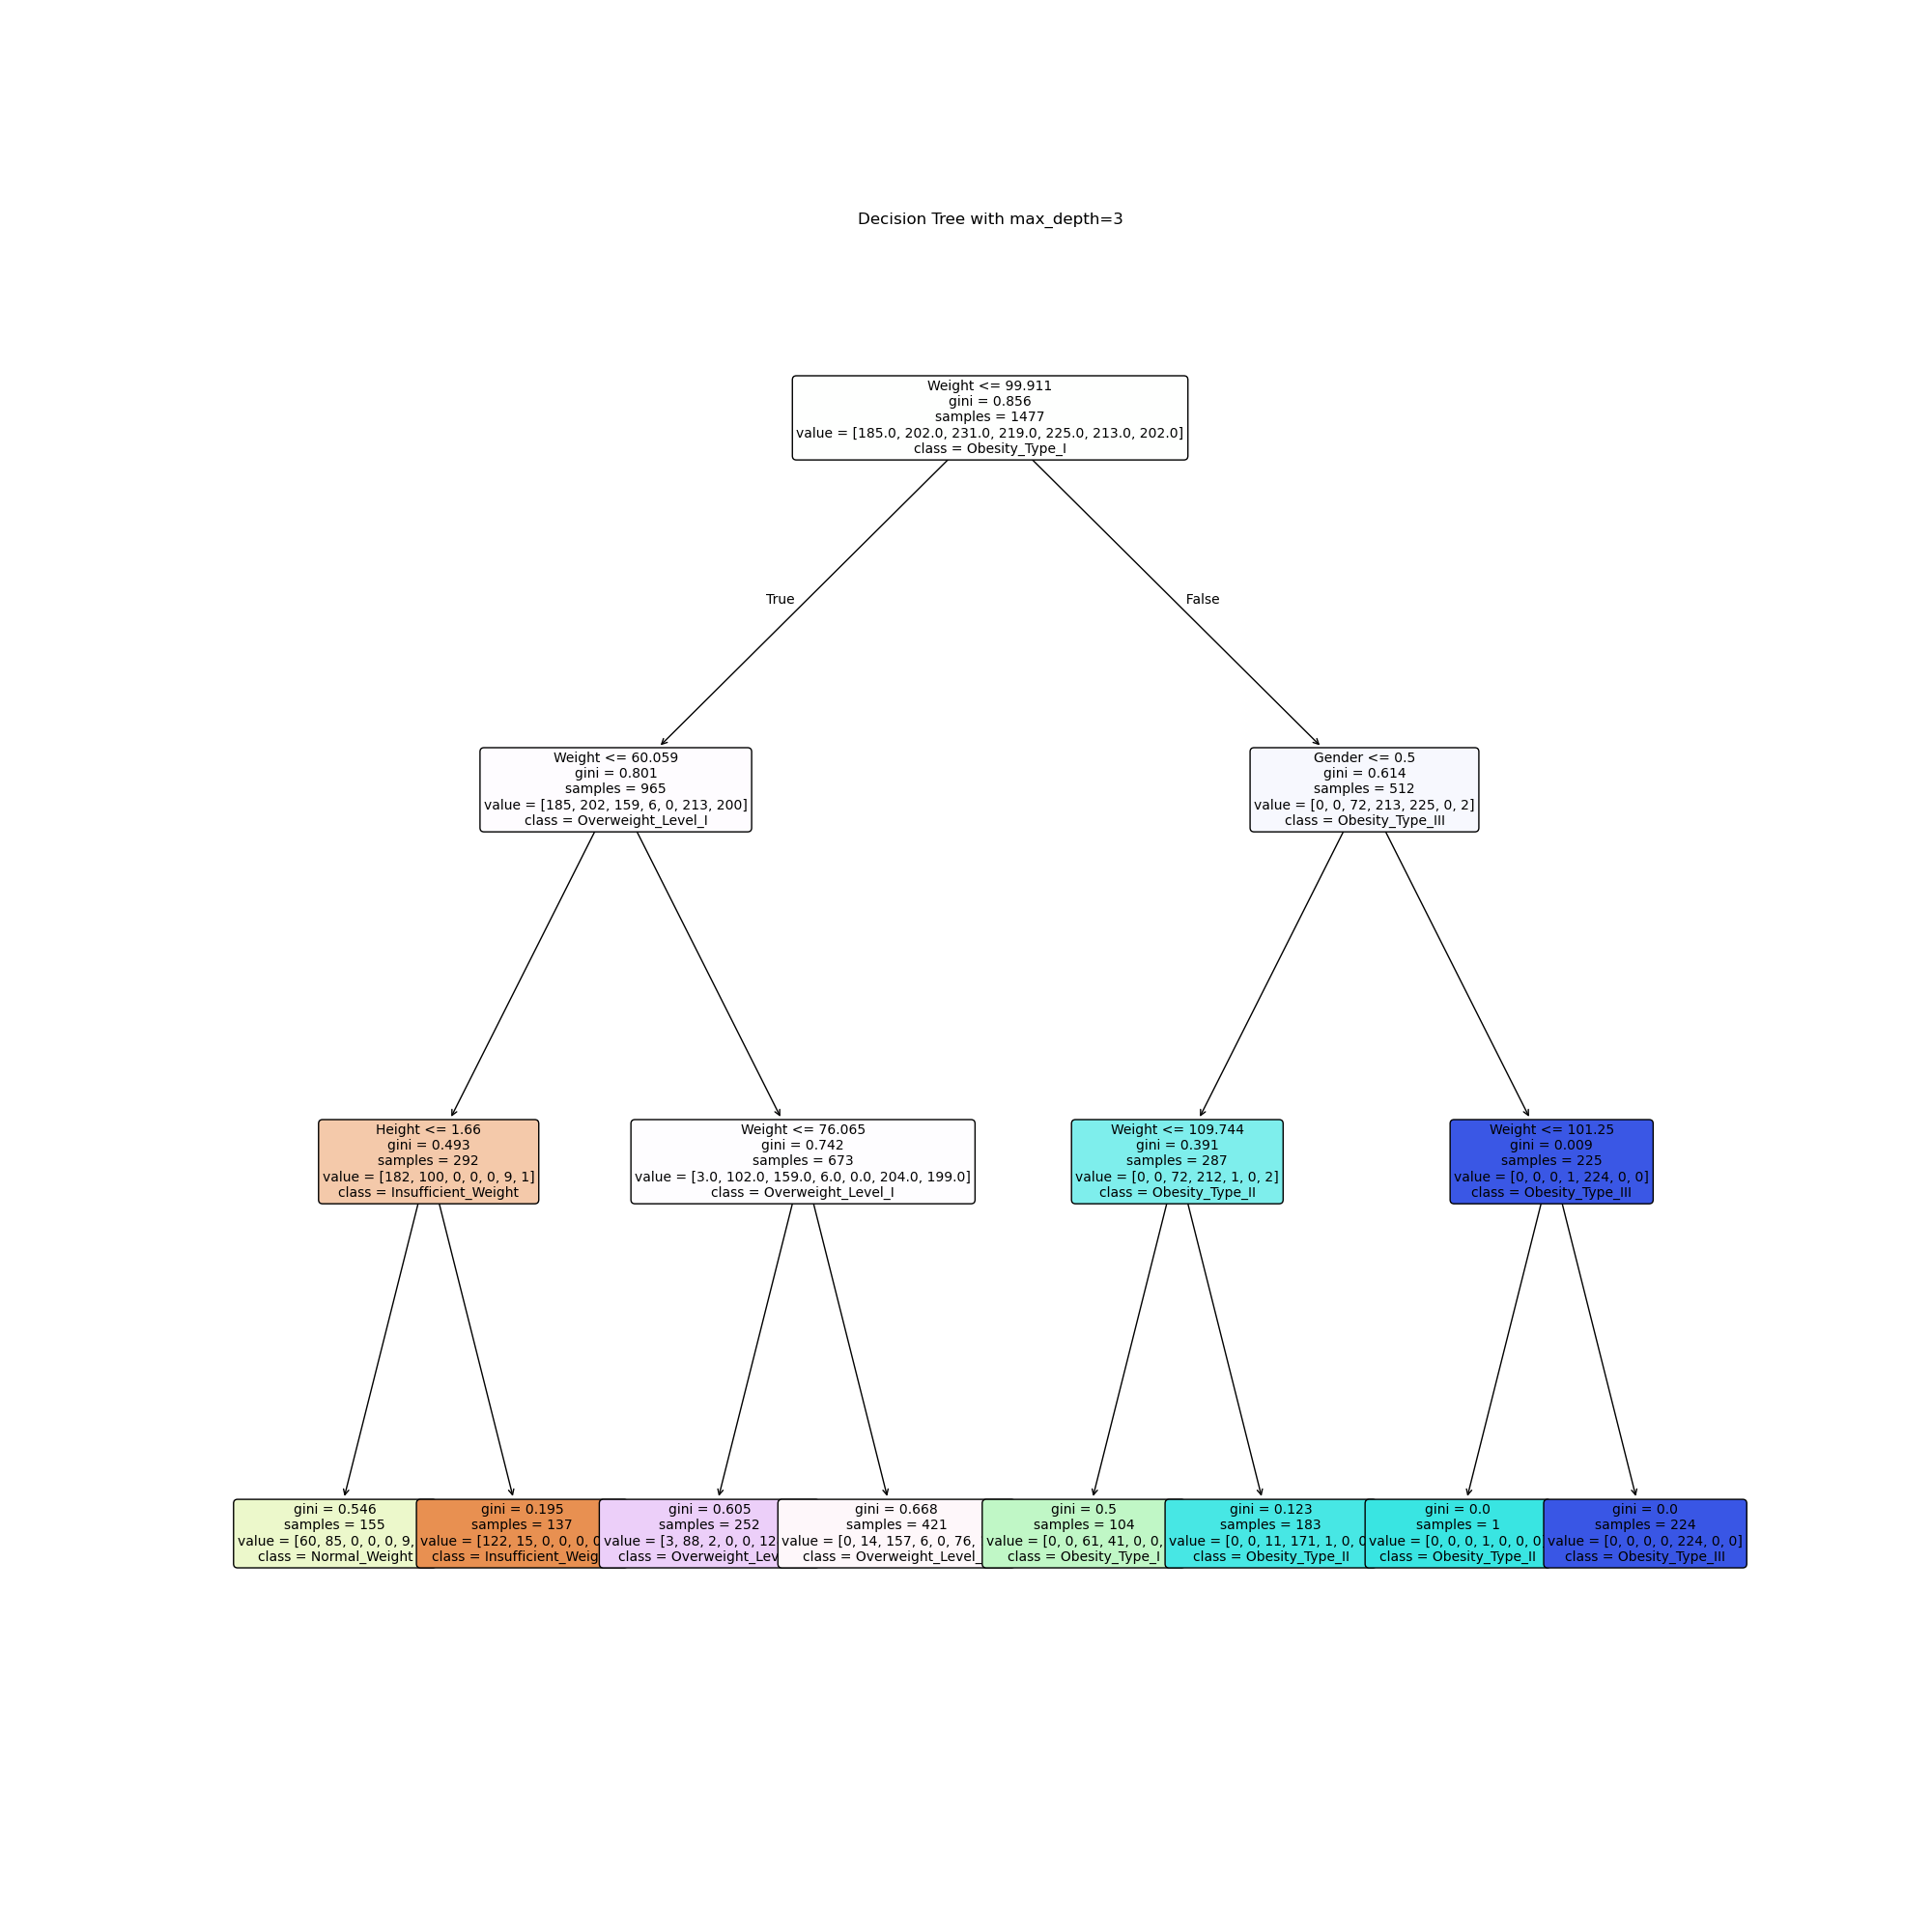 Decision Tree with max_depth=3
Weight <= 99.911
gini = 0.856
samples = 1477
value = [185.0, 202.0, 231.0, 219.0, 225.0, 213.0, 202.0]
class = Obesity_Type_I
True
False
Weight <= 60.059
gini = 0.801
samples = 965
value = [185, 202, 159, 6, 0, 213, 200]
class = Overweight_Level_I
Gender <= 0.5
gini = 0.614
samples = 512
value = [0, 0, 72, 213, 225, 0, 2]
class = Obesity_Type_III
Height <= 1.66
gini = 0.493
samples = 292
value = [182, 100, 0, 0, 0, 9, 1]
class = Insufficient_Weight
Weight <= 76.065
gini = 0.742
samples = 673
value = [3.0, 102.0, 159.0, 6.0, 0.0, 204.0, 199.0]
class = Overweight_Level_I
Weight <= 109.744
gini = 0.391
samples = 287
value = [0, 0, 72, 212, 1, 0, 2]
class = Obesity_Type_II
Weight <= 101.25
gini = 0.009
samples = 225
value = [0, 0, 0, 1, 224, 0, 0]
class = Obesity_Type_III
gini = 0.546
samples = 155
value = [60, 85, 0, 0, 0, 9,
class = Normal_Weight
gini = 0.195
samples = 137
value = [122, 15, 0, 0, 0, 0
class = Insufficient_Weig
gini = 0.605
samples = 252
value = [3, 88, 2, 0, 0, 12
class = Overweight_Lev
gini = 0.668
samples = 421
value = [0, 14, 157, 6, 0, 76,
class = Overweight_Level_
gini = 0.5
samples = 104
value = [0, 0, 61, 41, 0, 0,
class = Obesity_Type_I
gini = 0.123
samples = 183
value = [0, 0, 11, 171, 1, 0, 0
class = Obesity_Type_II
gini = 0.0
samples = 1
value = [0, 0, 0, 1, 0, 0, 0
class = Obesity_Type_II
gini = 0.0
samples = 224
value = [0, 0, 0, 0, 224, 0, 0]
class = Obesity_Type_III